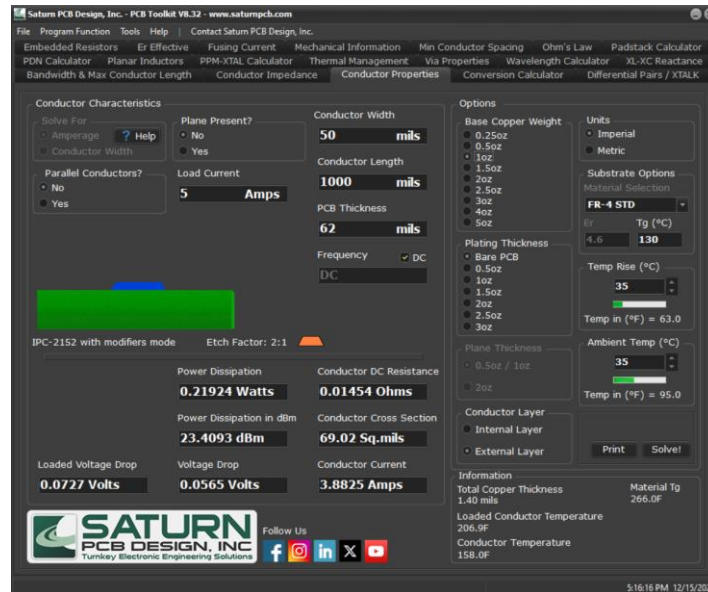 Saturn PCB Design, Inc. - PCB Toolkit V8.32 - www.saturnpcb.com
File Program Function Tools Help | Contact Saturn PCB Design, Inc.
Embedded Resistors Er Effective Fusing Current Mechanical Information Min Conductor Spacing Ohm's Law Padstack Calculator
PDN Calculator Planar Inductors PPM-XTAL Calculator Thermal Management Via Properties Wavelength Calculator XL-XC Reactance
Bandwidth & Max Conductor Length Conductor Impedance Conductor Properties Conversion Calculator Differential Pairs / XTALK
Conductor Characteristics
Solve For
Amperage
? Help
Conductor Width
Plane Present?
No
Yes
Parallel Conductors?
No
Yes
Load Current
5 Amps
Conductor Width
50 mils
Conductor Length
1000 mils
PCB Thickness
62 mils
Frequency
DC
DC
IPC-2152 with modifiers mode Etch Factor: 2:1
Power Dissipation
0.21924 Watts
Conductor DC Resistance
0.01454 Ohms
Power Dissipation in dBm
23.4093 dBm
Conductor Cross Section
69.02 Sq.mils
Loaded Voltage Drop
0.0727 Volts
Voltage Drop
0.0565 Volts
Conductor Current
3.8825 Amps
Options
Base Copper Weight
0.25oz
0.5oz
1oz
1.5oz
2oz
2.5oz
3oz
4oz
5oz
Plating Thickness
Bare PCB
0.5oz
1oz
1.5oz
2oz
2.5oz
3oz
Plane Thickness
0.5oz / 1oz
2oz
Conductor Layer
Internal Layer
External Layer
Units
Imperial
Metric
Substrate Options
Material Selection
FR-4 STD
Er Tg (°C)
4.6 130
Temp Rise (°C)
35
Temp in (°F) = 63.0
Ambient Temp (°C)
35
Temp in (°F) = 95.0
Print Solve!
Information
Total Copper Thickness
1.40 mils
Material Tg
266.0F
Loaded Conductor Temperature
206.9F
Conductor Temperature
158.0F
SATURN
PCB DESIGN, INC
Turnkey Electronic Engineering Solutions
Follow Us
5:16:16 PM 12/15/20